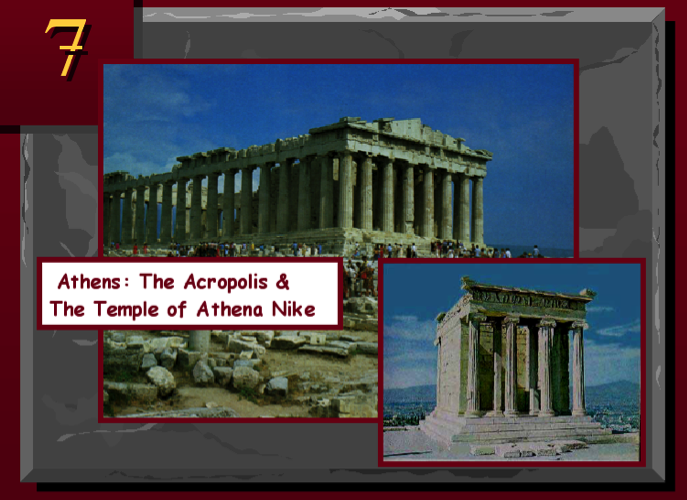 7
Athens: The Acropolis &
The Temple of Athena Nike